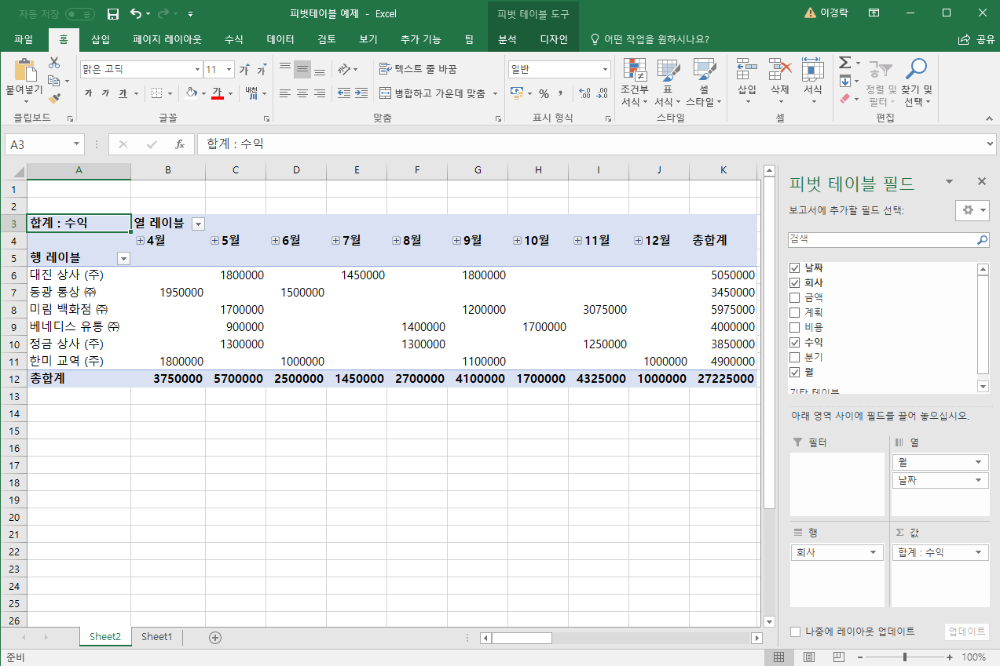 자동 저장 끔 피벗테이블 예제 - Excel 피벗 테이블 도구 이경락
파일 홈 삽입 페이지 레이아웃 수식 데이터 검토 보기 추가 기능 팀 분석 디자인 어떤 작업을 원하시나요? 공유
붙여넣기 맑은 고딕 11 가 가 텍스트 줄 바꿈 일반 조건부 서식 표 서식 셀 스타일 삽입 삭제 서식 정렬 및 필터 찾기 및 선택
가 가 가 가 내천 병합하고 가운데 맞춤 % ,
클립보드 글꼴 맞춤 표시 형식 스타일 셀 편집
A3 fx 합계 : 수익
A B C D E F G H I J K
1
2
3 합계 : 수익 열 레이블
4 4월 5월 6월 7월 8월 9월 10월 11월 12월 총합계
5 행 레이블
6 대진 상사 (주) 1800000 1450000 1800000 5050000
7 동광 통상 ㈜ 1950000 1500000 3450000
8 미림 백화점 ㈜ 1700000 1200000 3075000 5975000
9 베네디스 유통 ㈜ 900000 1400000 1700000 4000000
10 정금 상사 (주) 1300000 1300000 1250000 3850000
11 한미 교역 (주) 1800000 1000000 1100000 1000000 4900000
12 총합계 3750000 5700000 2500000 1450000 2700000 4100000 1700000 4325000 1000000 27225000
13
14
15
16
17
18
19
20
21
22
23
24
25
26
피벗 테이블 필드
보고서에 추가할 필드 선택:
검색
날짜
회사
금액
계획
비용
수익
분기
월
기타 테이블
아래 영역 사이에 필드를 끌어 놓으십시오.
필터 열
월
날짜
행 Σ 값
회사 합계 : 수익
나중에 레이아웃 업데이트 업데이트
Sheet2 Sheet1
준비 100%